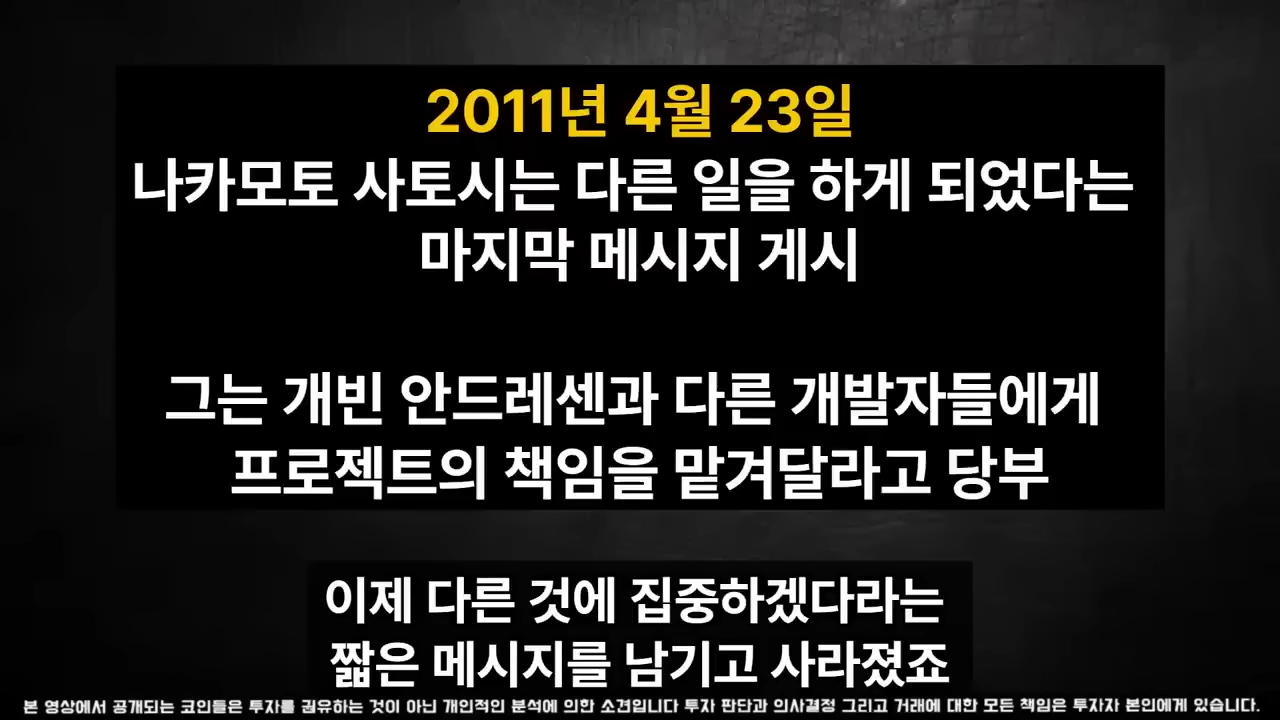 2011년 4월 23일
나카모토 사토시는 다른 일을 하게 되었다는
마지막 메시지 게시
그는 개빈 안드레센과 다른 개발자들에게
프로젝트의 책임을 맡겨달라고 당부
이제 다른 것에 집중하겠다라는
짧은 메시지를 남기고 사라졌죠
본 영상에서 공개되는 코인들은 투자를 권유하는 것이 아닌 개인적인 분석에 의한 소견입니다 투자 판단과 의사결정 그리고 거래에 대한 모든 책임은 투자자 본인에게 있습니다.